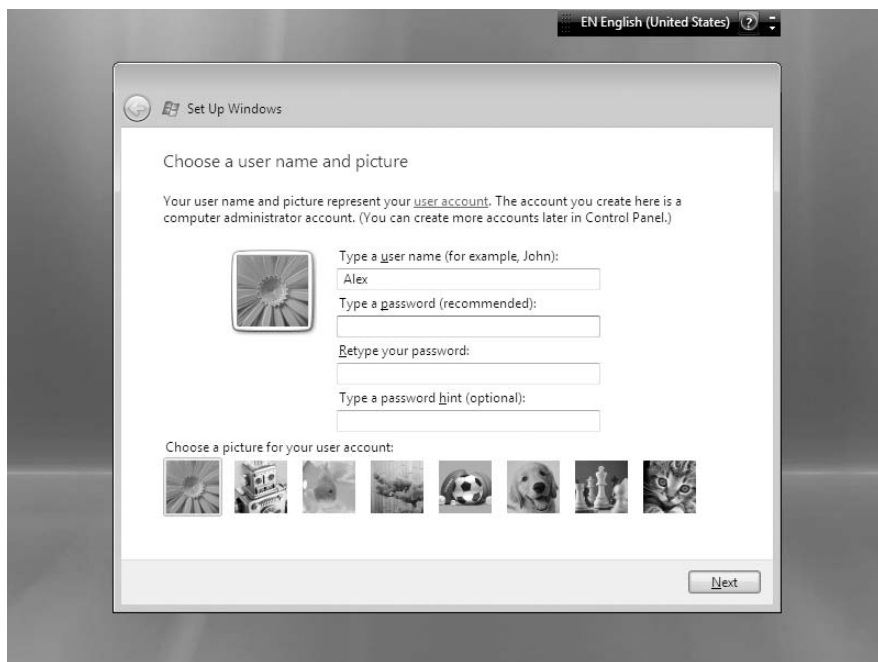 EN English (United States) ?
Set Up Windows
Choose a user name and picture
Your user name and picture represent your user account. The account you create here is a
computer administrator account. (You can create more accounts later in Control Panel.)
Type a user name (for example, John):
Alex
Type a password (recommended):
Retype your password:
Type a password hint (optional):
Choose a picture for your user account:
Next